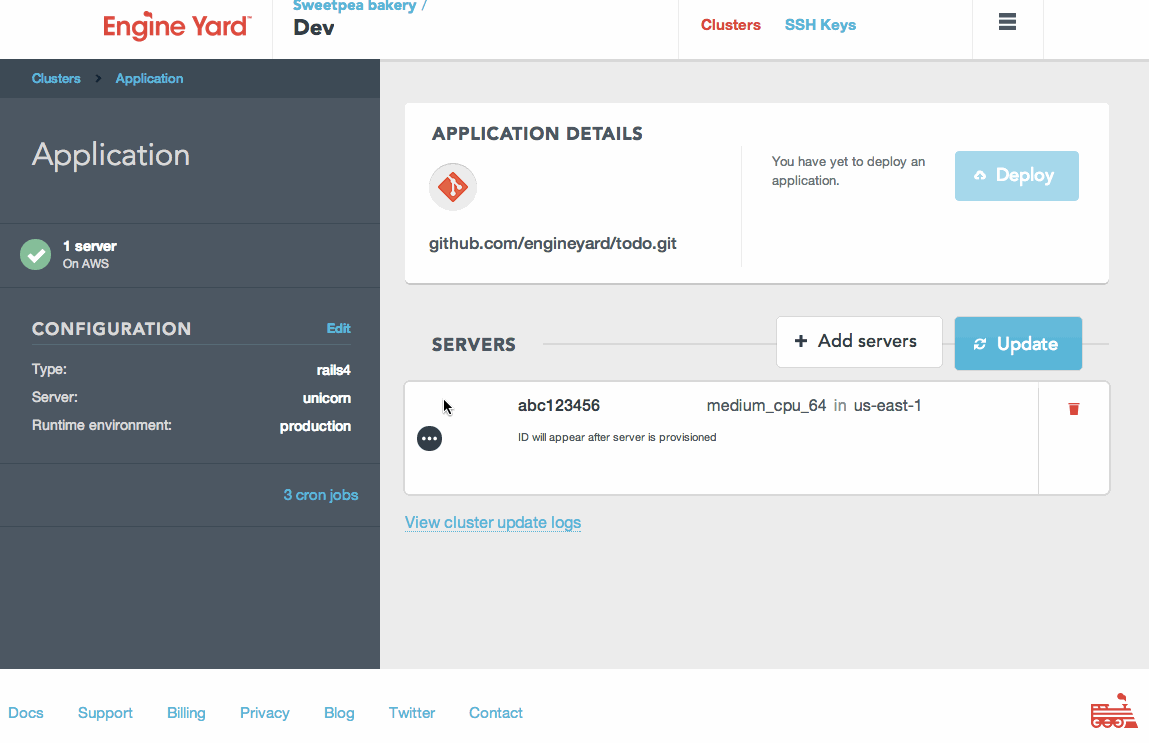 Engine Yard™
Sweetpea bakery /
Dev
Clusters
SSH Keys
Clusters > Application
Application
1 server
On AWS
CONFIGURATION
Edit
Type:
rails4
Server:
unicorn
Runtime environment:
production
3 cron jobs
APPLICATION DETAILS
github.com/engineyard/todo.git
You have yet to deploy an
application.
Deploy
SERVERS
+ Add servers
Update
abc123456
medium_cpu_64 in us-east-1
ID will appear after server is provisioned
View cluster update logs
Docs
Support
Billing
Privacy
Blog
Twitter
Contact